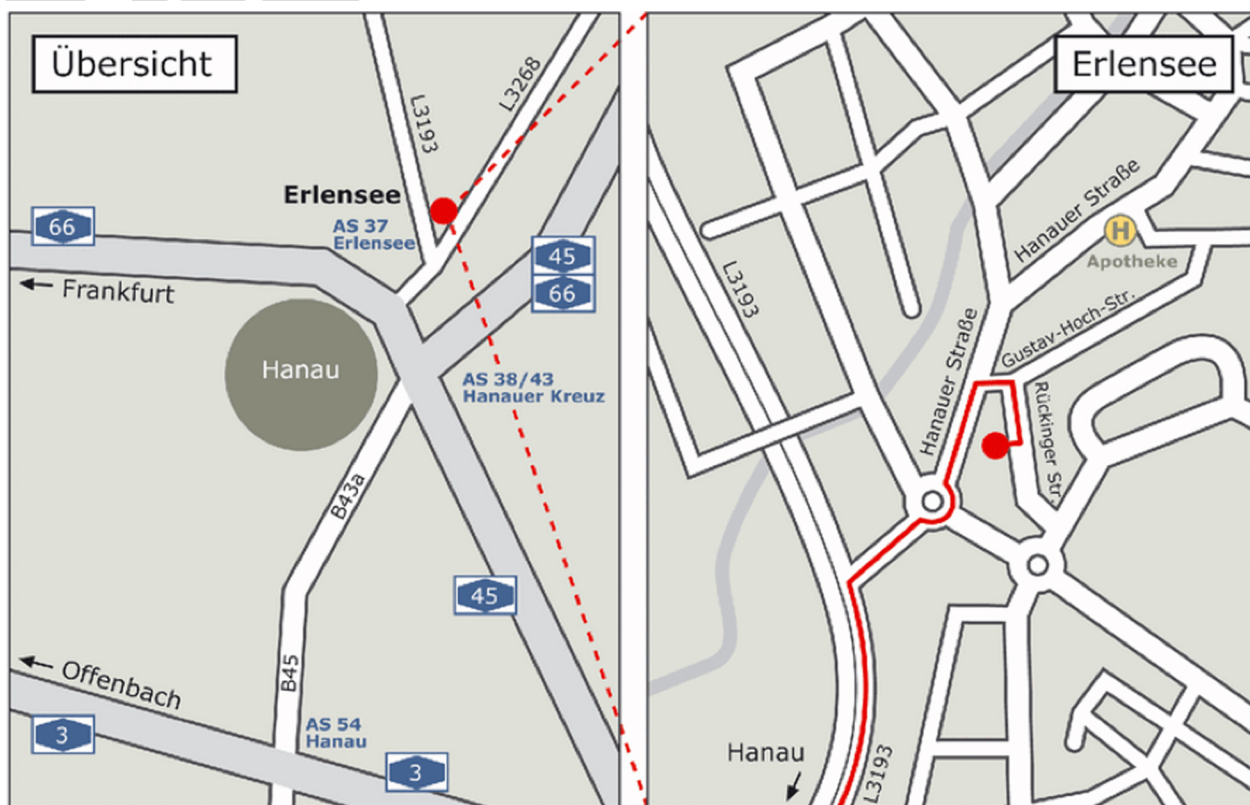 Übersicht
L3193
L3268
Erlensee
AS 37
Erlensee
66
Frankfurt
45
66
Hanau
AS 38/43
Hanauer Kreuz
B43a
45
B45
Offenbach
3
AS 54
Hanau
3
Erlensee
Hanauer Straße
H
Apotheke
L3193
Gustav-Hoch-Str.
Hanauer Straße
Rückinger Str.
Hanau
L3193